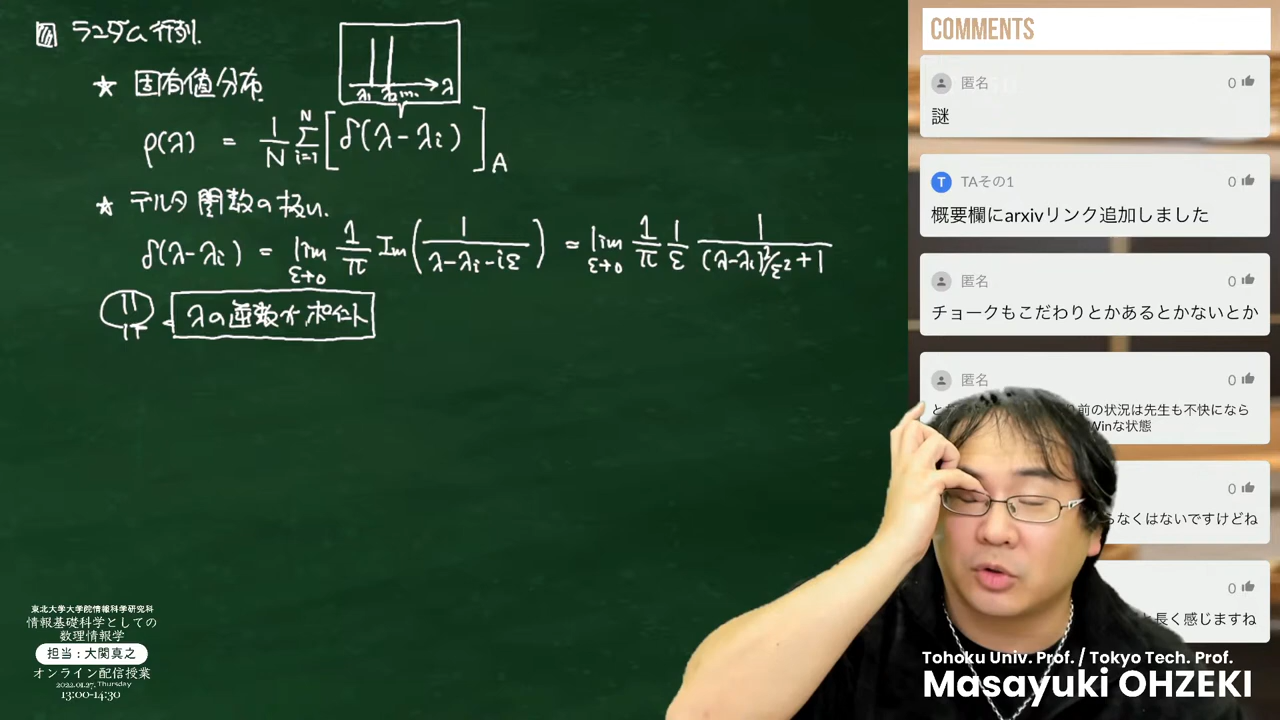 ランダム行列.
★ 固有値分布
λ
ρ(λ) = 1/N Σ_{i=1}^{N} [δ(λ-λi)]_A
★ デルタ関数の扱い.
δ(λ-λi) = lim_{ε→0} 1/π Im(1/(λ-λi-iε)) = lim_{ε→0} 1/π 1/ε 1/((λ-λi)²/ε²+1)
λの逆数がポイント
COMMENTS
匿名 0
謎
TAその1 0
T
概要欄にarxivリンク追加しました
匿名 0
チョークもこだわりとかあるとかないとか
匿名 0
前の状況は先生も不快になら
Winな状態
0
らなくはないですけどね
0
長く感じますね
東北大学大学院情報科学研究科
情報基礎科学としての
数理情報学
担当:大関真之
オンライン配信授業
2022.01.27. Thursday
13:00-14:30
Tohoku Univ. Prof. / Tokyo Tech. Prof.
Masayuki OHZEKI